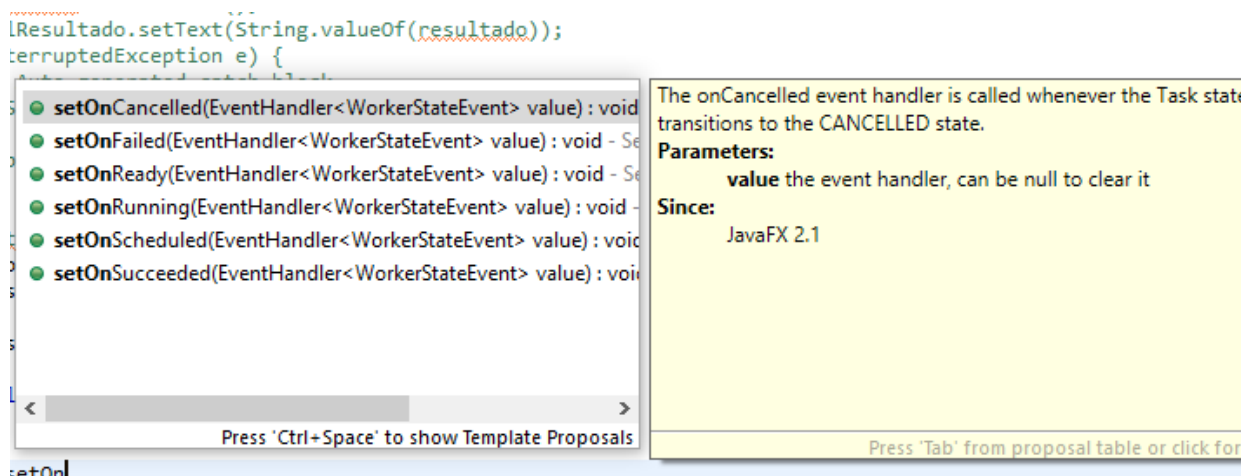 lResultado.setText(String.valueOf(resultado));
terruptedException e) {
setOnCancelled(EventHandler<WorkerStateEvent> value) : void
setOnFailed(EventHandler<WorkerStateEvent> value) : void - Se
setOnReady(EventHandler<WorkerStateEvent> value) : void - Se
setOnRunning(EventHandler<WorkerStateEvent> value) : void -
setOnScheduled(EventHandler<WorkerStateEvent> value) : void
setOnSucceeded(EventHandler<WorkerStateEvent> value) : voi
Press 'Ctrl+Space' to show Template Proposals
The onCancelled event handler is called whenever the Task state
transitions to the CANCELLED state.
Parameters:
value the event handler, can be null to clear it
Since:
JavaFX 2.1
Press 'Tab' from proposal table or click for
setOn